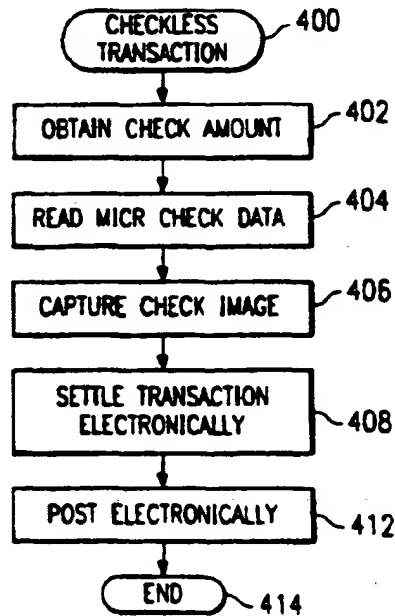 CHECKLESS
TRANSACTION
400
OBTAIN CHECK AMOUNT
402
READ MICR CHECK DATA
404
CAPTURE CHECK IMAGE
406
SETTLE TRANSACTION
ELECTRONICALLY
408
POST ELECTRONICALLY
412
END
414